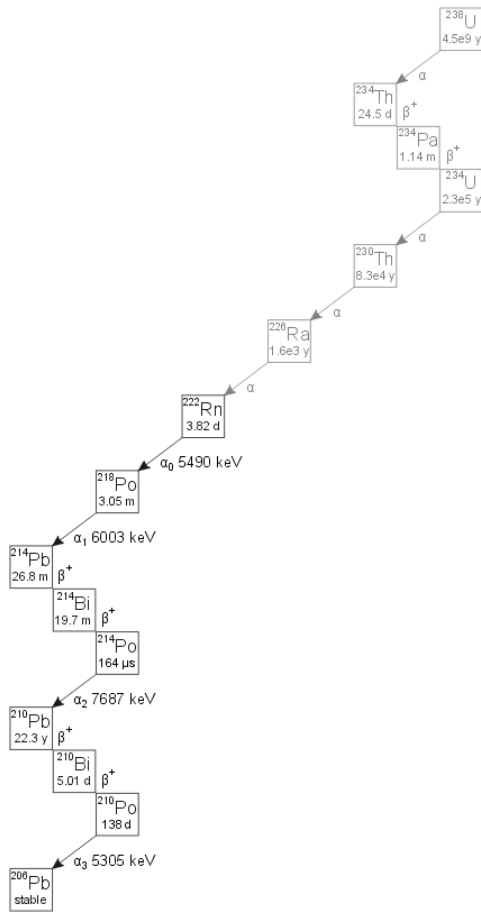 ²³⁸U
4.5e9 y
α
²³⁴Th
24.5 d
β⁺
²³⁴Pa
1.14 m
β⁺
²³⁴U
2.3e5 y
α
²³⁰Th
8.3e4 y
α
²²⁶Ra
1.6e3 y
α
²²²Rn
3.82 d
α₀ 5490 keV
²¹⁸Po
3.05 m
α₁ 6003 keV
²¹⁴Pb
26.8 m
β⁺
²¹⁴Bi
19.7 m
β⁺
²¹⁴Po
164 µs
α₂ 7687 keV
²¹⁰Pb
22.3 y
β⁺
²¹⁰Bi
5.01 d
β⁺
²¹⁰Po
138 d
α₃ 5305 keV
²⁰⁶Pb
stable